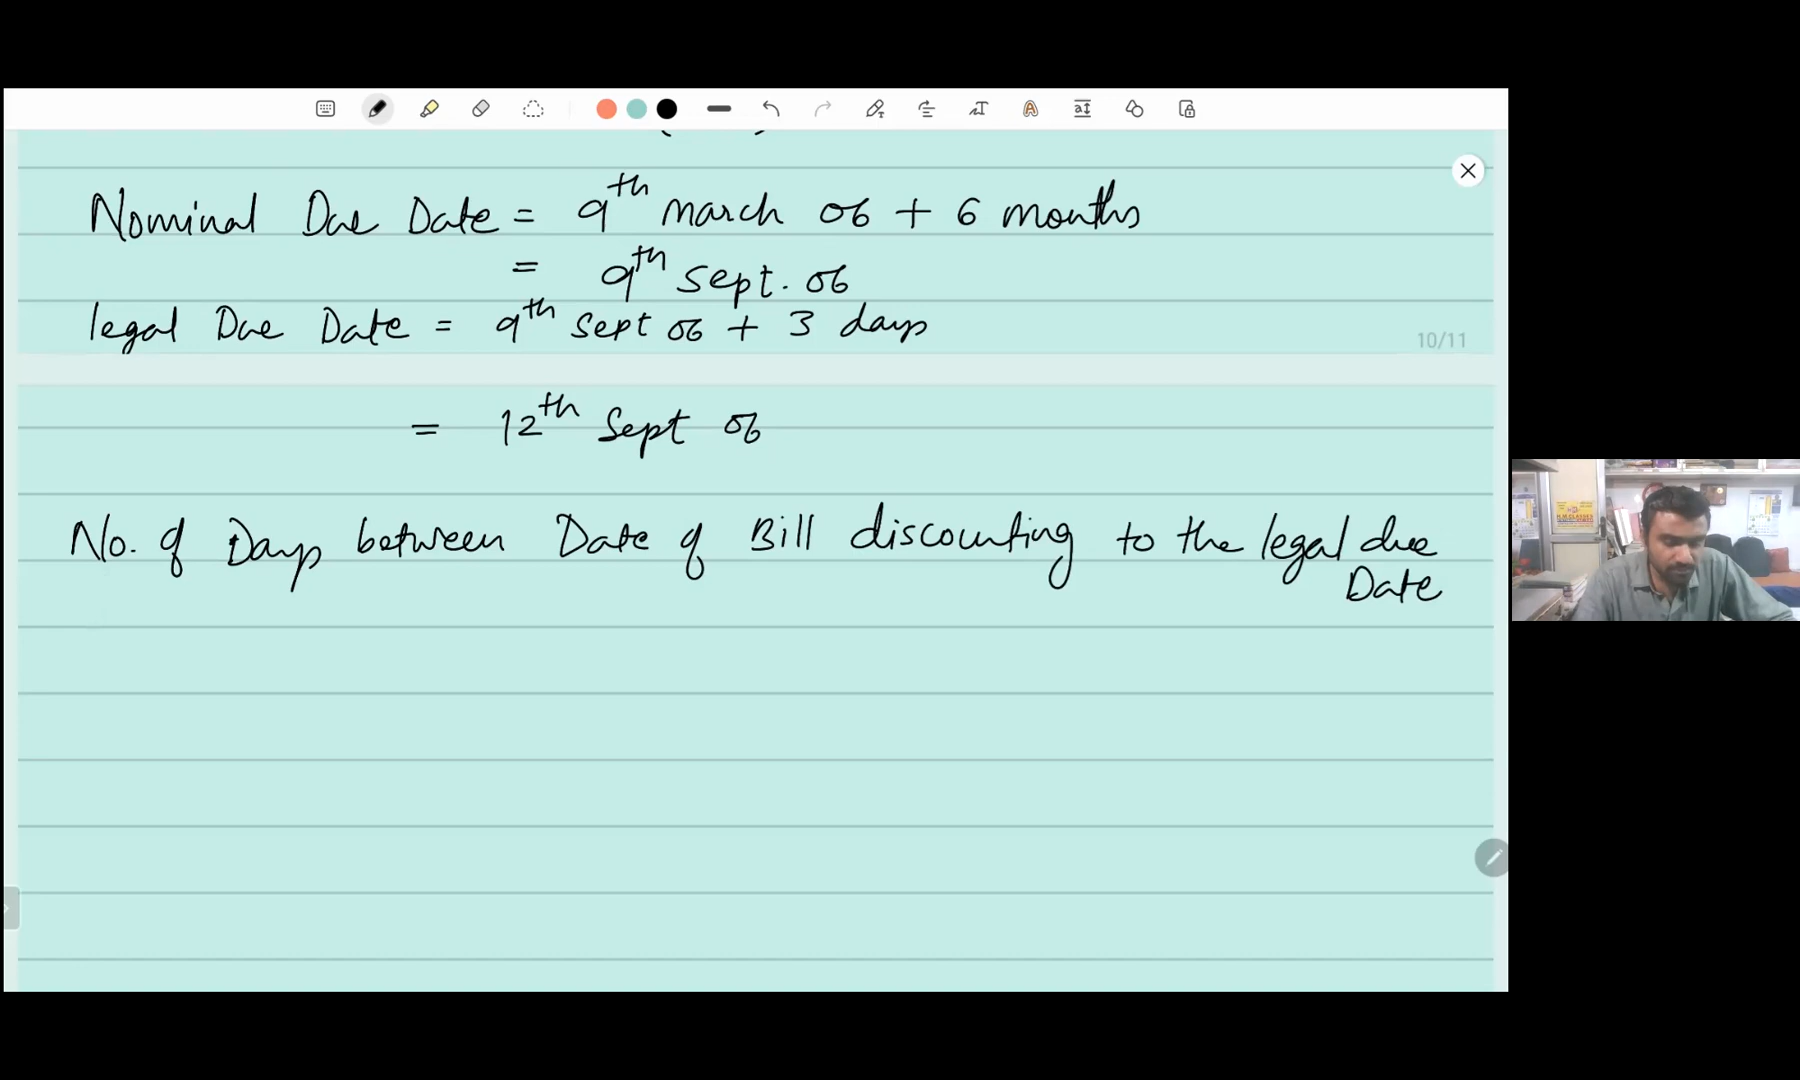 Nominal Due Date = 9th march 06 + 6 months
= 9th sept. 06
legal Due Date = 9th sept 06 + 3 days
10/11
= 12th Sept 06
No. of Days between Date of Bill discounting to the legal due
Date